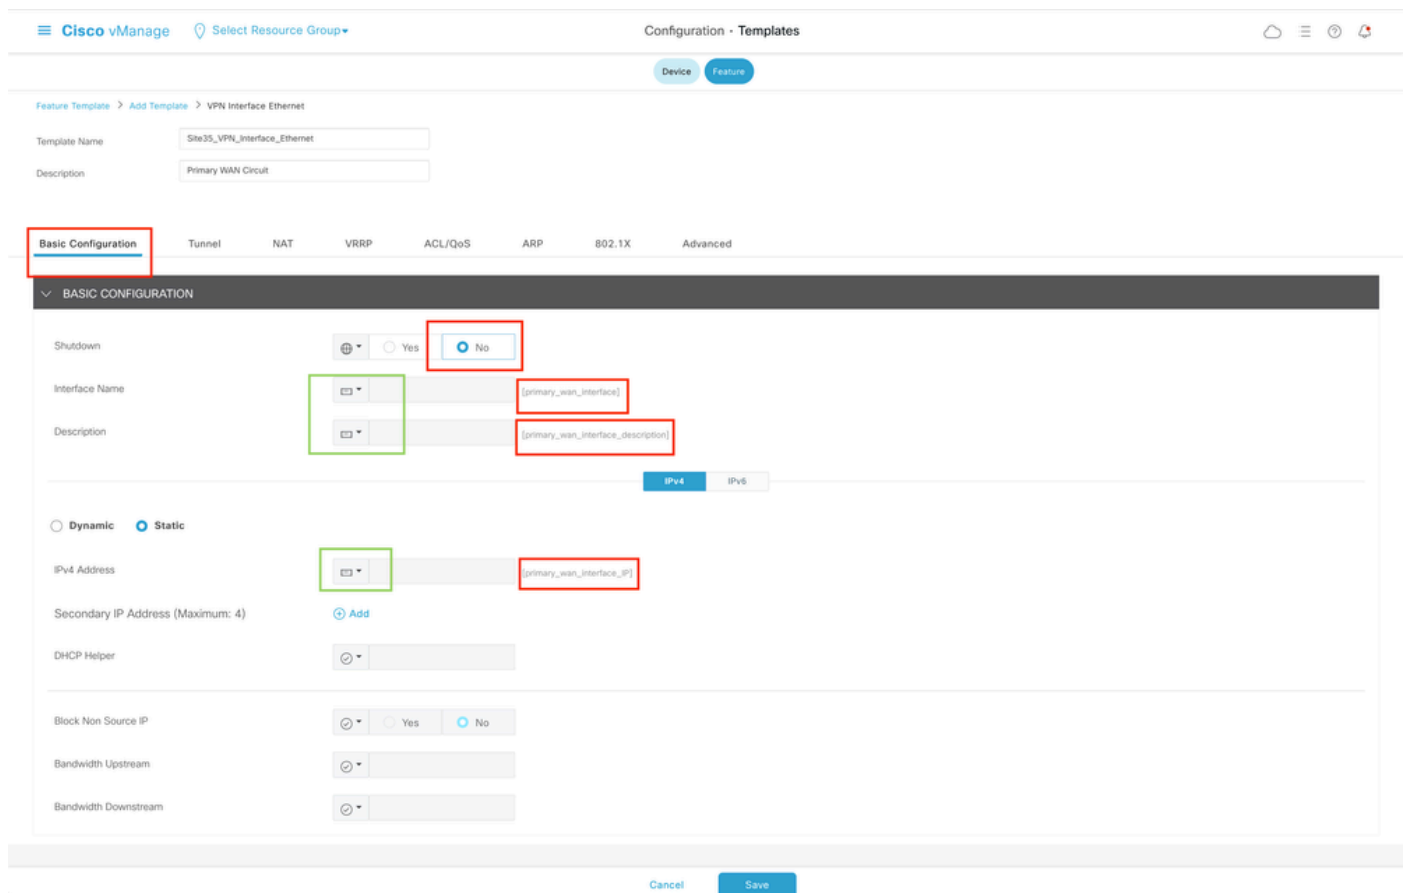 Cisco vManage Select Resource Group Configuration · Templates
Device Feature
Feature Template > Add Template > VPN Interface Ethernet
Template Name Site35_VPN_Interface_Ethernet
Description Primary WAN Circuit
Basic Configuration Tunnel NAT VRRP ACL/QoS ARP 802.1X Advanced
BASIC CONFIGURATION
Shutdown Yes No
Interface Name [primary_wan_interface]
Description [primary_wan_interface_description]
IPv4 IPv6
Dynamic Static
IPv4 Address [primary_wan_interface_IP]
Secondary IP Address (Maximum: 4) Add
DHCP Helper
Block Non Source IP Yes No
Bandwidth Upstream
Bandwidth Downstream
Cancel Save